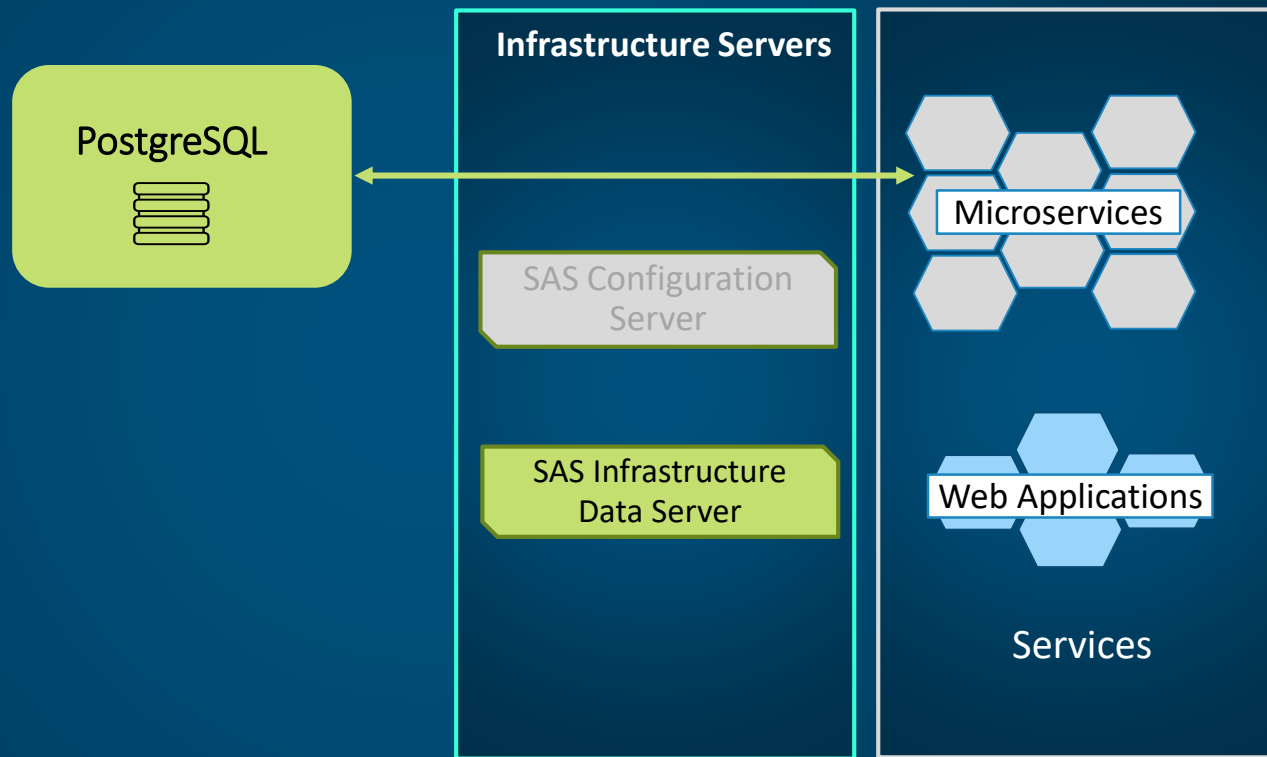 Infrastructure Servers
PostgreSQL
Microservices
SAS Configuration
Server
SAS Infrastructure
Data Server
Web Applications
Services